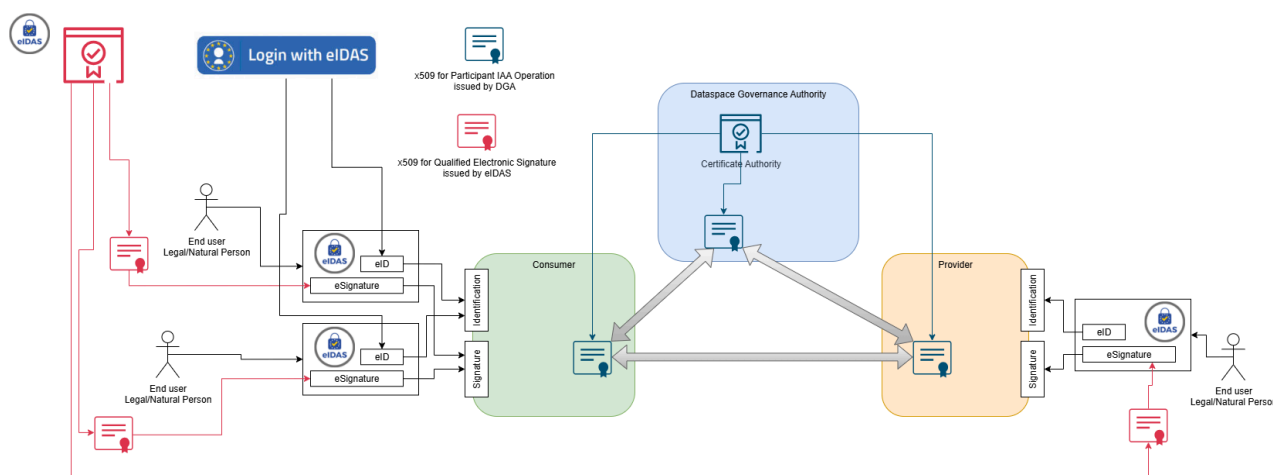 eIDAS
Login with eIDAS
x509 for Participant IAA Operation
issued by DGA
x509 for Qualified Electronic Signature
issued by eIDAS
Dataspace Governance Authority
Certificate Authority
End user
Legal/Natural Person
eIDAS
eID
eSignature
Identification
Signature
Consumer
End user
Legal/Natural Person
eIDAS
eID
eSignature
Provider
Identification
Signature
eIDAS
eID
eSignature
End user
Legal/Natural Person